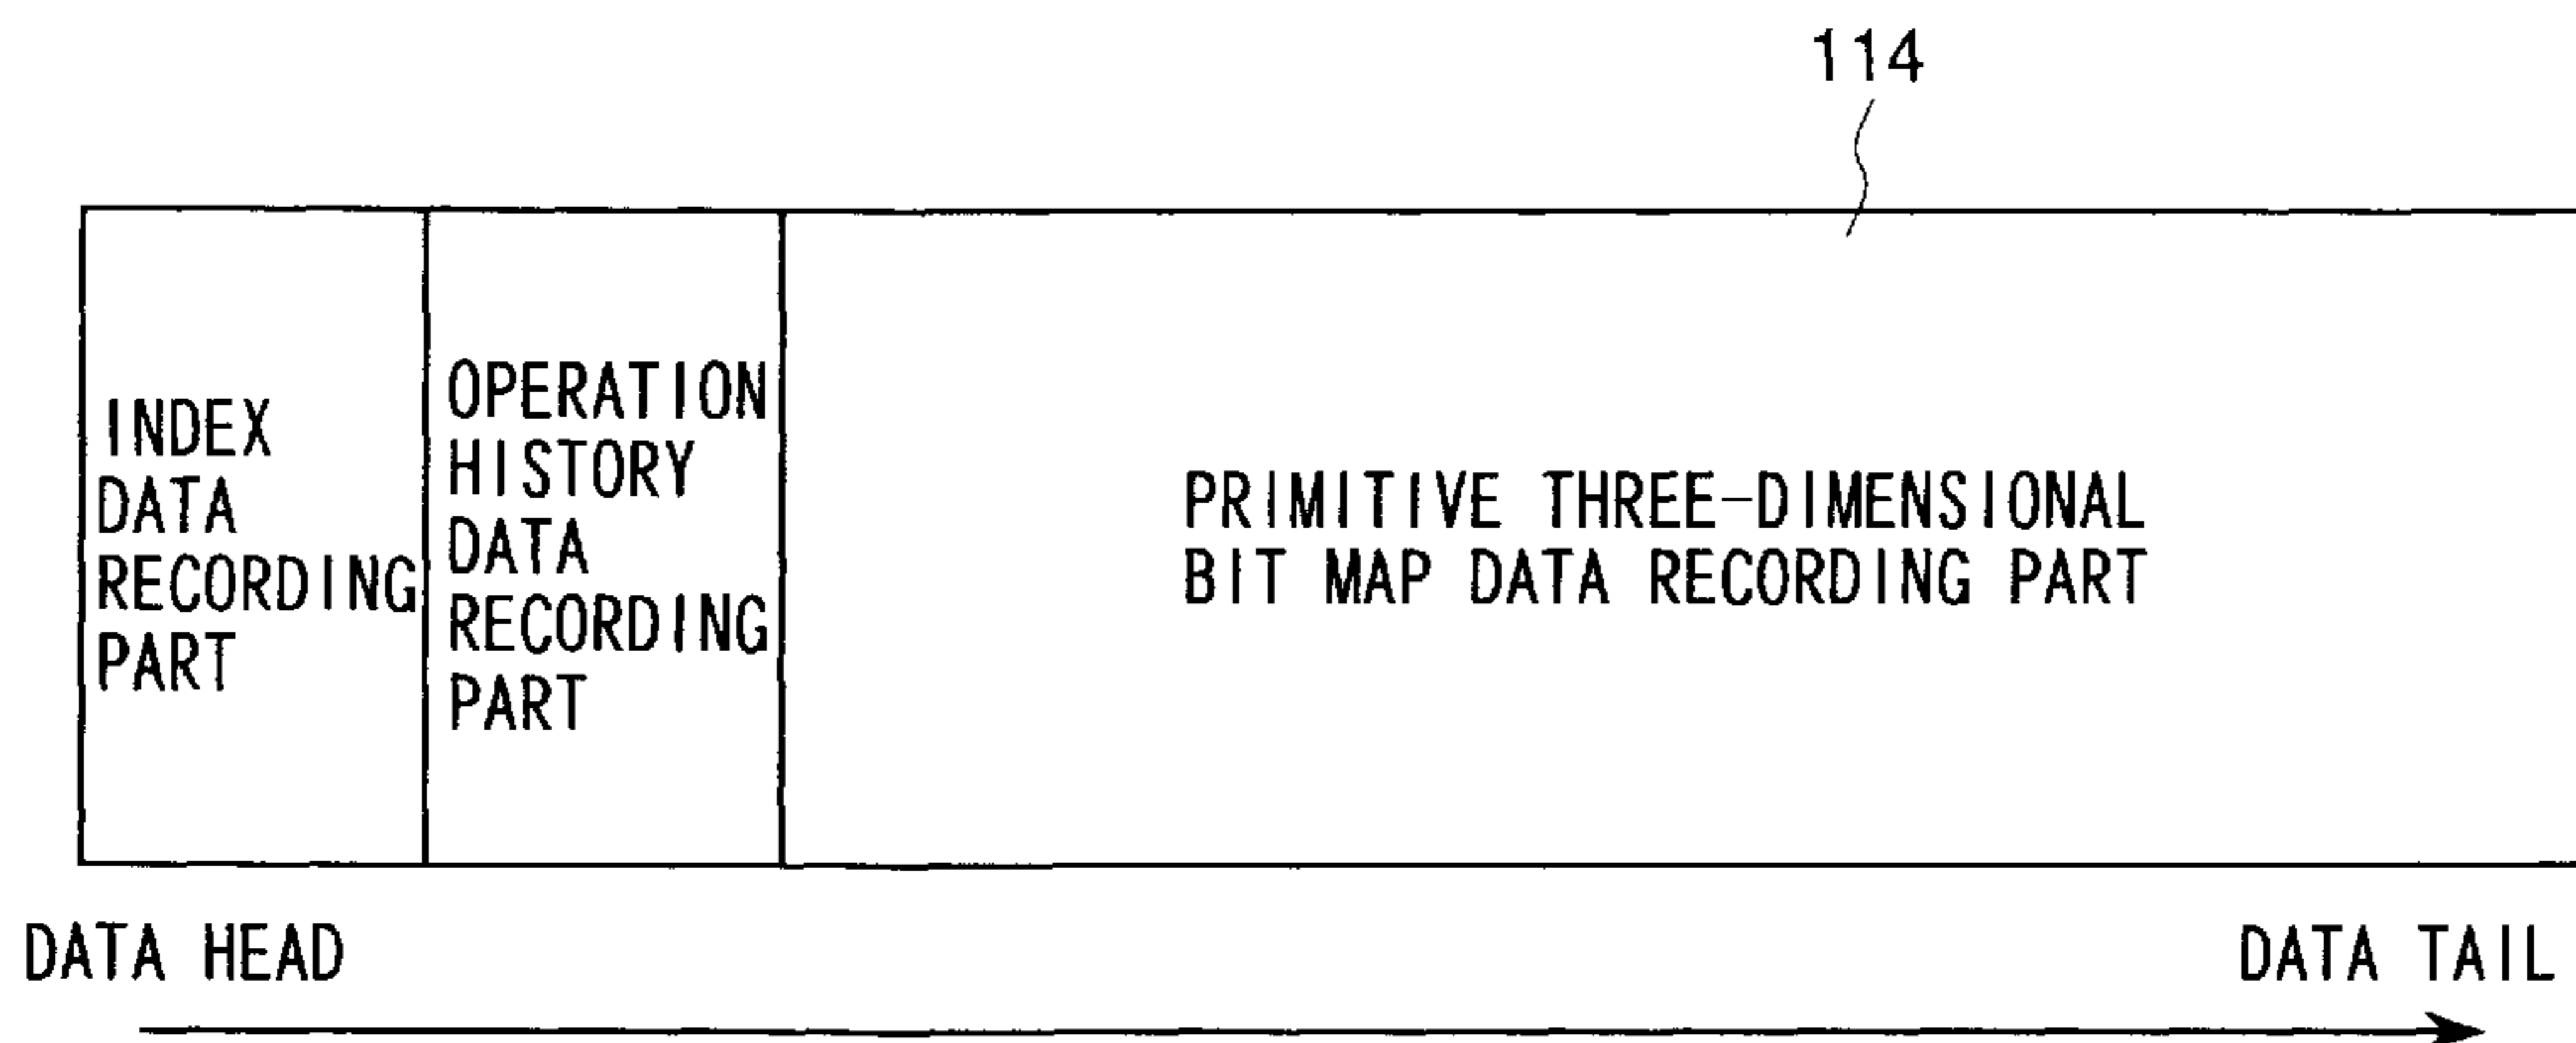 114
INDEX
DATA
RECORDING
PART
OPERATION
HISTORY
DATA
RECORDING
PART
PRIMITIVE THREE-DIMENSIONAL
BIT MAP DATA RECORDING PART
DATA HEAD
DATA TAIL